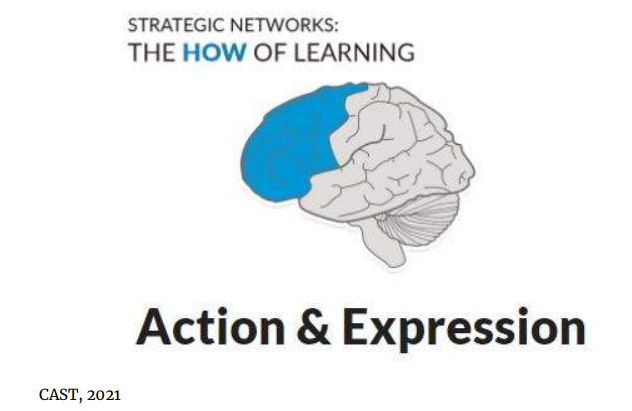 STRATEGIC NETWORKS:
THE HOW OF LEARNING
Action & Expression
CAST, 2021